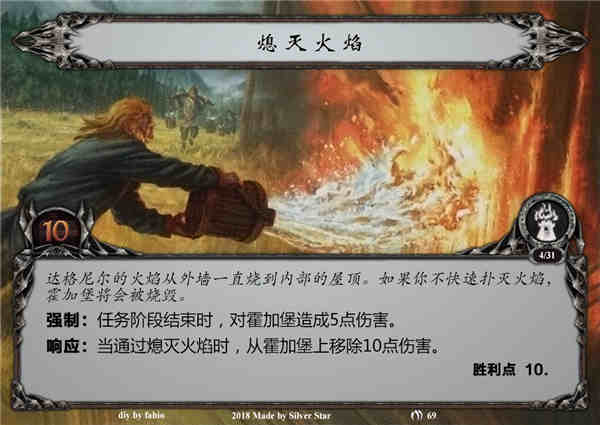 熄灭火焰
10
4/31
达格尼尔的火焰从外墙一直烧到内部的屋顶。如果你不快速扑灭火焰，
霍加堡将会被烧毁。
强制：任务阶段结束时，对霍加堡造成5点伤害。
响应：当通过熄灭火焰时，从霍加堡上移除10点伤害。
胜利点 10.
diy by fabio
2018 Made by Silver Star
69